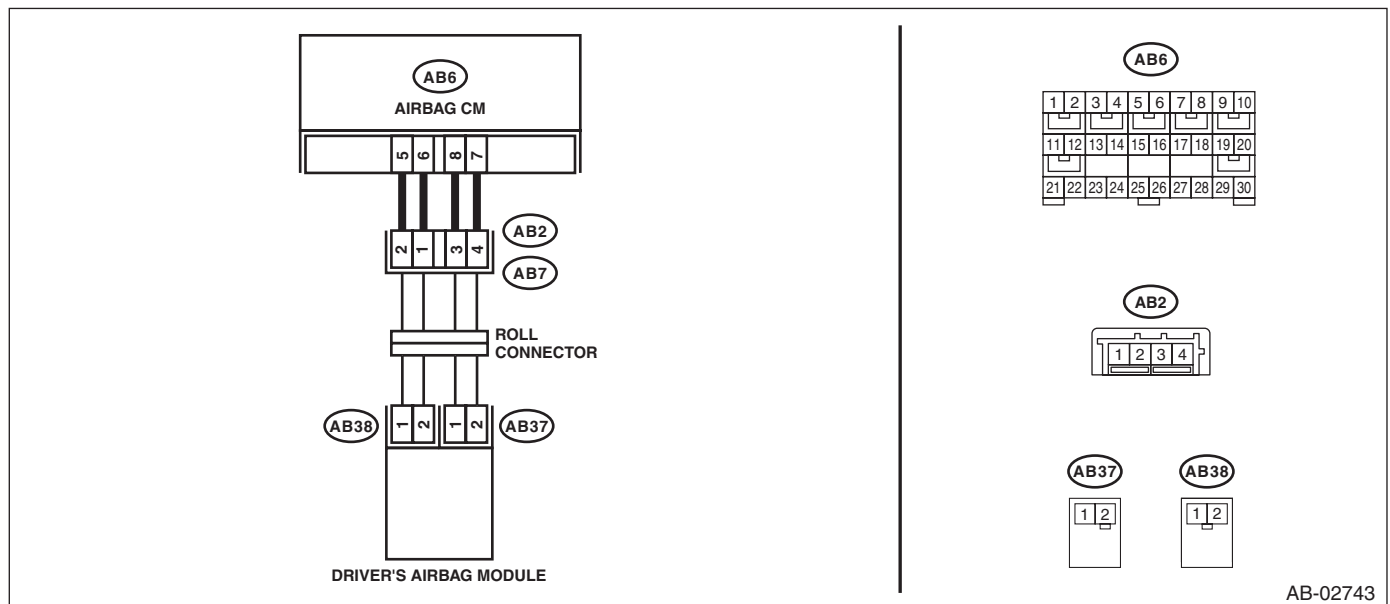 AB6
AIRBAG CM
5 6 8 7
2 1 3 4
AB2
AB7
ROLL
CONNECTOR
AB38
1 2 1 2
AB37
DRIVER'S AIRBAG MODULE
AB6
1 2 3 4 5 6 7 8 9 10
11 12 13 14 15 16 17 18 19 20
21 22 23 24 25 26 27 28 29 30
AB2
1 2 3 4
AB37 AB38
1 2 1 2
AB-02743